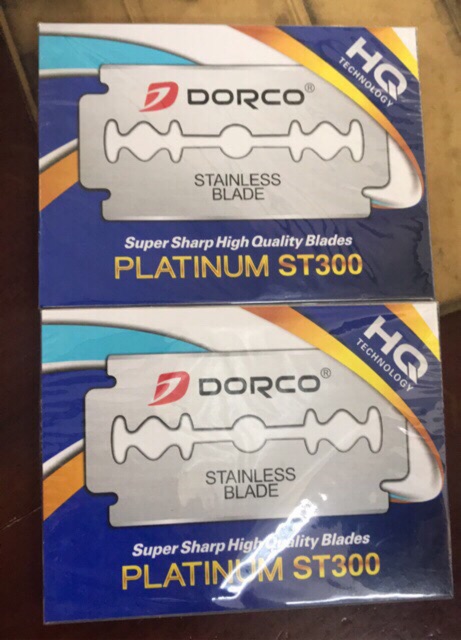 HQ
TECHNOLOGY
DORCO®
STAINLESS
BLADE
Super Sharp High Quality Blades
PLATINUM ST300
HQ
TECHNOLOGY
DORCO®
STAINLESS
BLADE
Super Sharp High Quality Blades
PLATINUM ST300